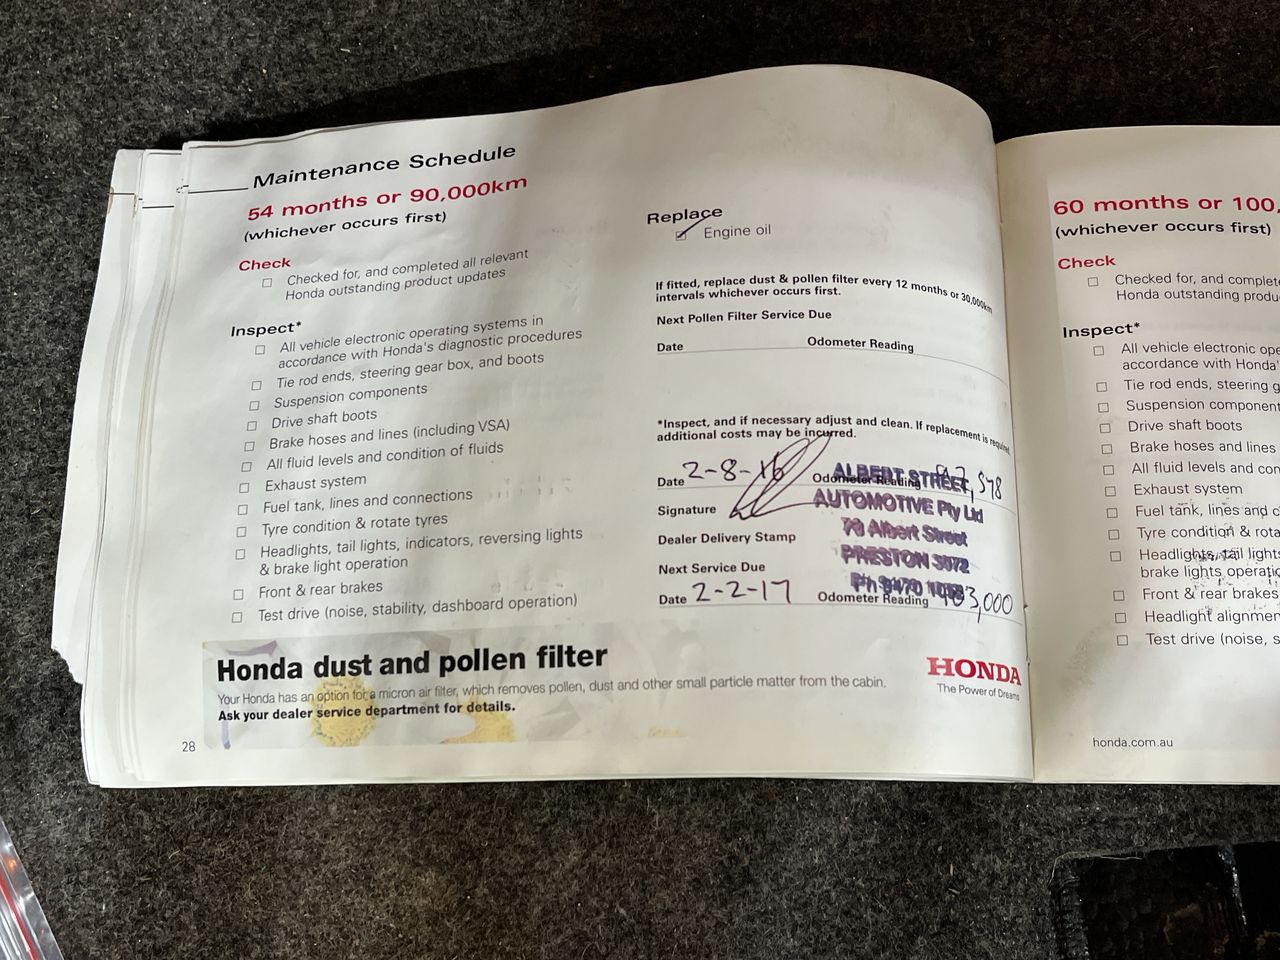 Maintenance Schedule
54 months or 90,000km
(whichever occurs first)
Check
Checked for, and completed all relevant
Honda outstanding product updates
Inspect*
All vehicle electronic operating systems in
accordance with Honda's diagnostic procedures
Tie rod ends, steering gear box, and boots
Suspension components
Drive shaft boots
Brake hoses and lines (including VSA)
All fluid levels and condition of fluids
Exhaust system
Fuel tank, lines and connections
Tyre condition & rotate tyres
Headlights, tail lights, indicators, reversing lights
& brake light operation
Front & rear brakes
Test drive (noise, stability, dashboard operation)
Replace
Engine oil
If fitted, replace dust & pollen filter every 12 months or 30,000km
intervals whichever occurs first.
Next Pollen Filter Service Due
Date
Odometer Reading
*Inspect, and if necessary adjust and clean. If replacement is required
additional costs may be incurred.
Date 2-8-16
Odometer Reading
Signature
Dealer Delivery Stamp
ALBERT STREET
AUTOMOTIVE Pty Ltd
Albert Street
PRESTON 3072
Ph 9470
Next Service Due
Date 2-2-17
Odometer Reading 103,000
Honda dust and pollen filter
Your Honda has an option for a micron air filter, which removes pollen, dust and other small particle matter from the cabin.
Ask your dealer service department for details.
HONDA
The Power of Dreams
28
60 months or 100,
(whichever occurs first)
Check
Checked for, and complete
Honda outstanding produ
Inspect*
All vehicle electronic ope
accordance with Honda'
Tie rod ends, steering g
Suspension component
Drive shaft boots
Brake hoses and lines
All fluid levels and con
Exhaust system
Fuel tank, lines and c
Tyre condition & rota
Headlights, tail lights
brake lights operatio
Front & rear brakes
Headlight alignmen
Test drive (noise, s
honda.com.au